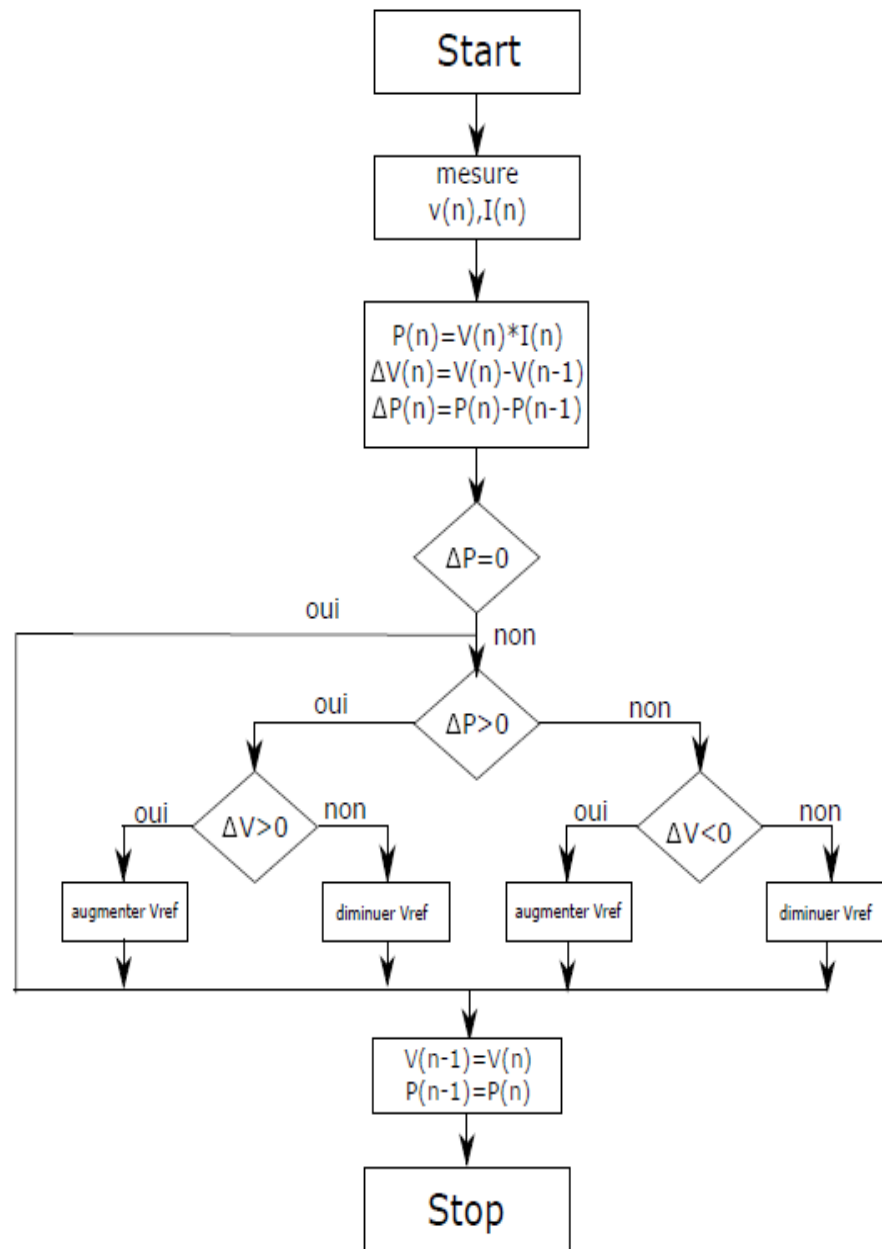 Start
mesure
v(n),I(n)
P(n)=V(n)*I(n)
ΔV(n)=V(n)-V(n-1)
ΔP(n)=P(n)-P(n-1)
ΔP=0
oui
non
ΔP>0
oui
non
ΔV>0
oui
non
ΔV<0
oui
non
augmenter Vref
diminuer Vref
augmenter Vref
diminuer Vref
V(n-1)=V(n)
P(n-1)=P(n)
Stop